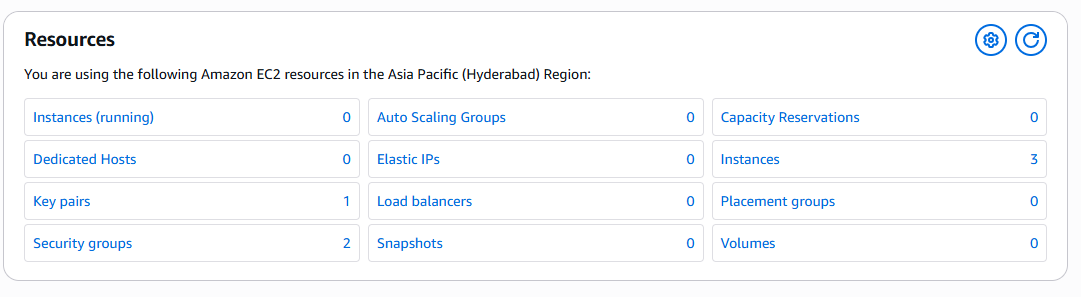 Resources
You are using the following Amazon EC2 resources in the Asia Pacific (Hyderabad) Region:
Instances (running) 0 Auto Scaling Groups 0 Capacity Reservations 0
Dedicated Hosts 0 Elastic IPs 0 Instances 3
Key pairs 1 Load balancers 0 Placement groups 0
Security groups 2 Snapshots 0 Volumes 0